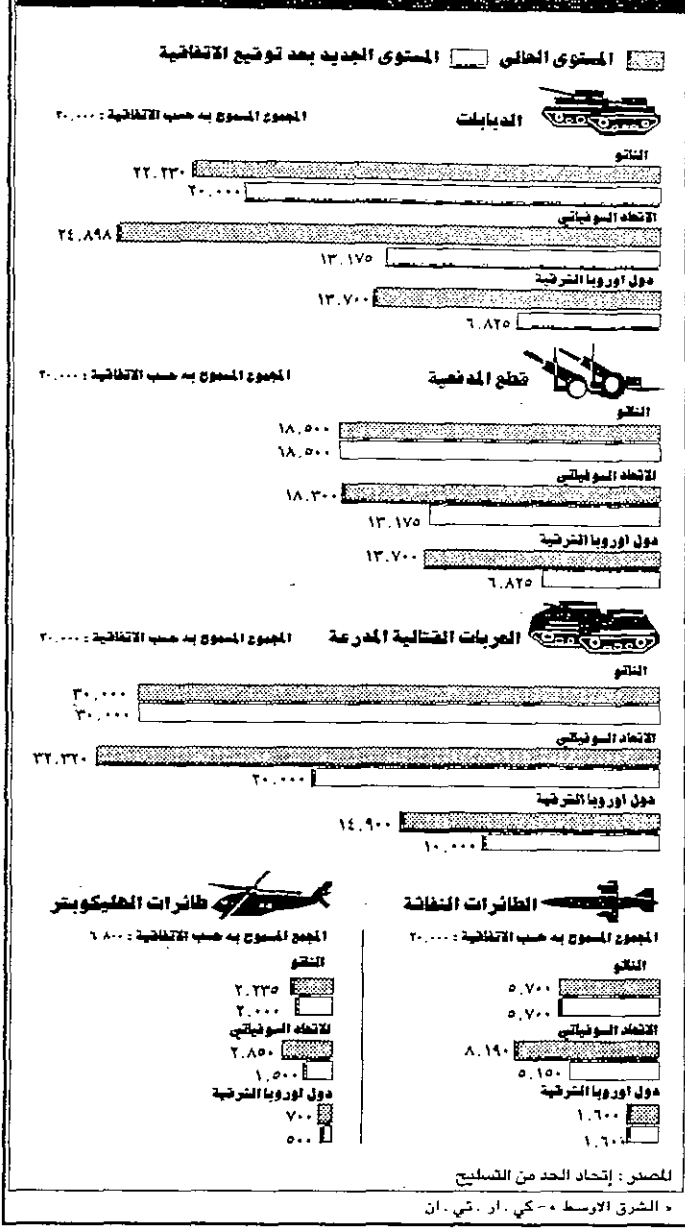 المستوى الحالي المستوى الجديد بعد توقيع الاتفاقية
الدبابات
المجموع المسموح به حسب الاتفاقية : ٢٠,٠٠٠
الناتو
٢٢.٢٣٠
٢٠.٠٠٠
الاتحاد السوفياتي
٢٤.٨٩٨
١٣.١٧٥
دول اوروبا الشرقية
١٣.٧٠٠
٦.٨٢٥
قطع المدفعية
المجموع المسموح به حسب الاتفاقية : ٢٠.٠٠٠
الناتو
١٨.٥٠٠
١٨.٥٠٠
الاتحاد السوفياتي
١٨.٣٠٠
١٣.١٧٥
دول اوروبا الشرقية
١٣.٧٠٠
٦.٨٢٥
العربات القتالية المدرعة
المجموع المسموح به حسب الاتفاقية : ٣٠,٠٠٠
الناتو
٣٠.٠٠٠
٣٠.٠٠٠
الاتحاد السوفياتي
٣٢.٣٢٠
٢٠.٠٠٠
دول اوروبا الشرقية
١٤.٩٠٠
١٠.٠٠٠
الطائرات النفاثة
المجموع المسموح به حسب الاتفاقية : ٢٠,٠٠٠
الناتو
٥.٧٠٠
٥.٧٠٠
الاتحاد السوفياتي
٨.١٩٠
٥.١٥٠
دول اوروبا الشرقية
١.٦٠٠
١.٦٠٠
طائرات الهليكوبتر
المجمع المسموح به حسب الاتفاقية : ٦,٨٠٠
الناتو
٢.٢٣٥
٢.٠٠٠
الاتحاد السوفياتي
٢.٨٥٠
١,٥٠٠
دول اوروبا الشرقية
٧٠٠
٥٠٠
المصدر : إتحاد الحد من التسليح
« الشرق الاوسط » - كي . ار . تي . ان